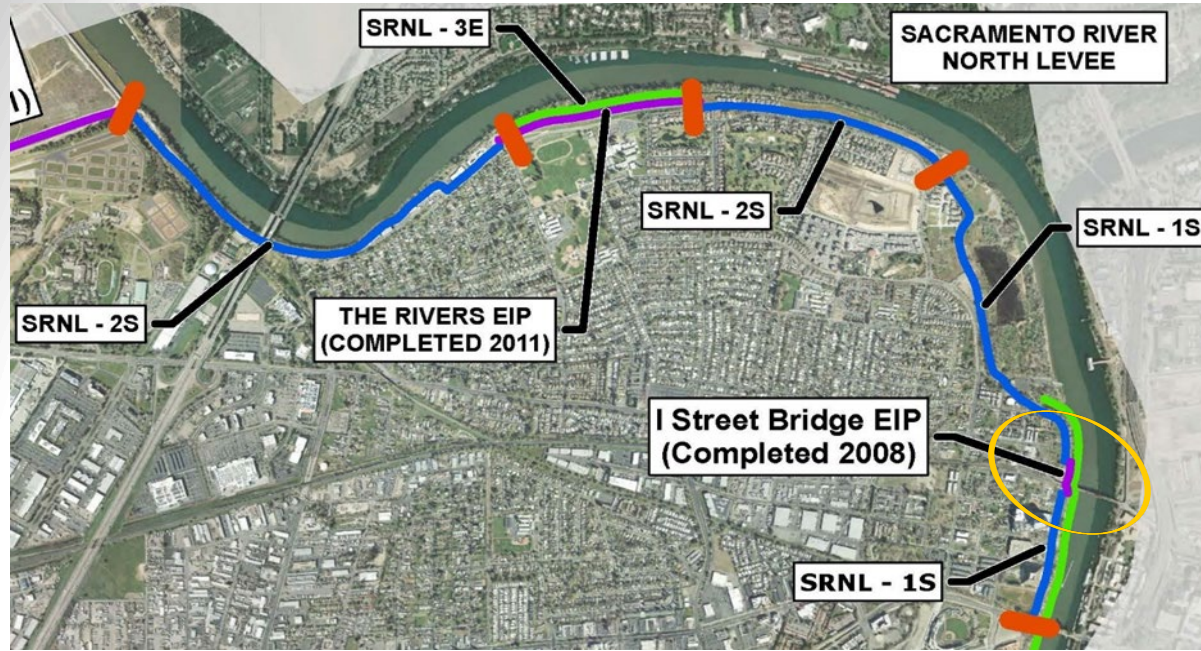 SRNL - 3E
SACRAMENTO RIVER
NORTH LEVEE
SRNL - 2S
SRNL - 1S
SRNL - 2S
THE RIVERS EIP
(COMPLETED 2011)
I Street Bridge EIP
(Completed 2008)
SRNL - 1S